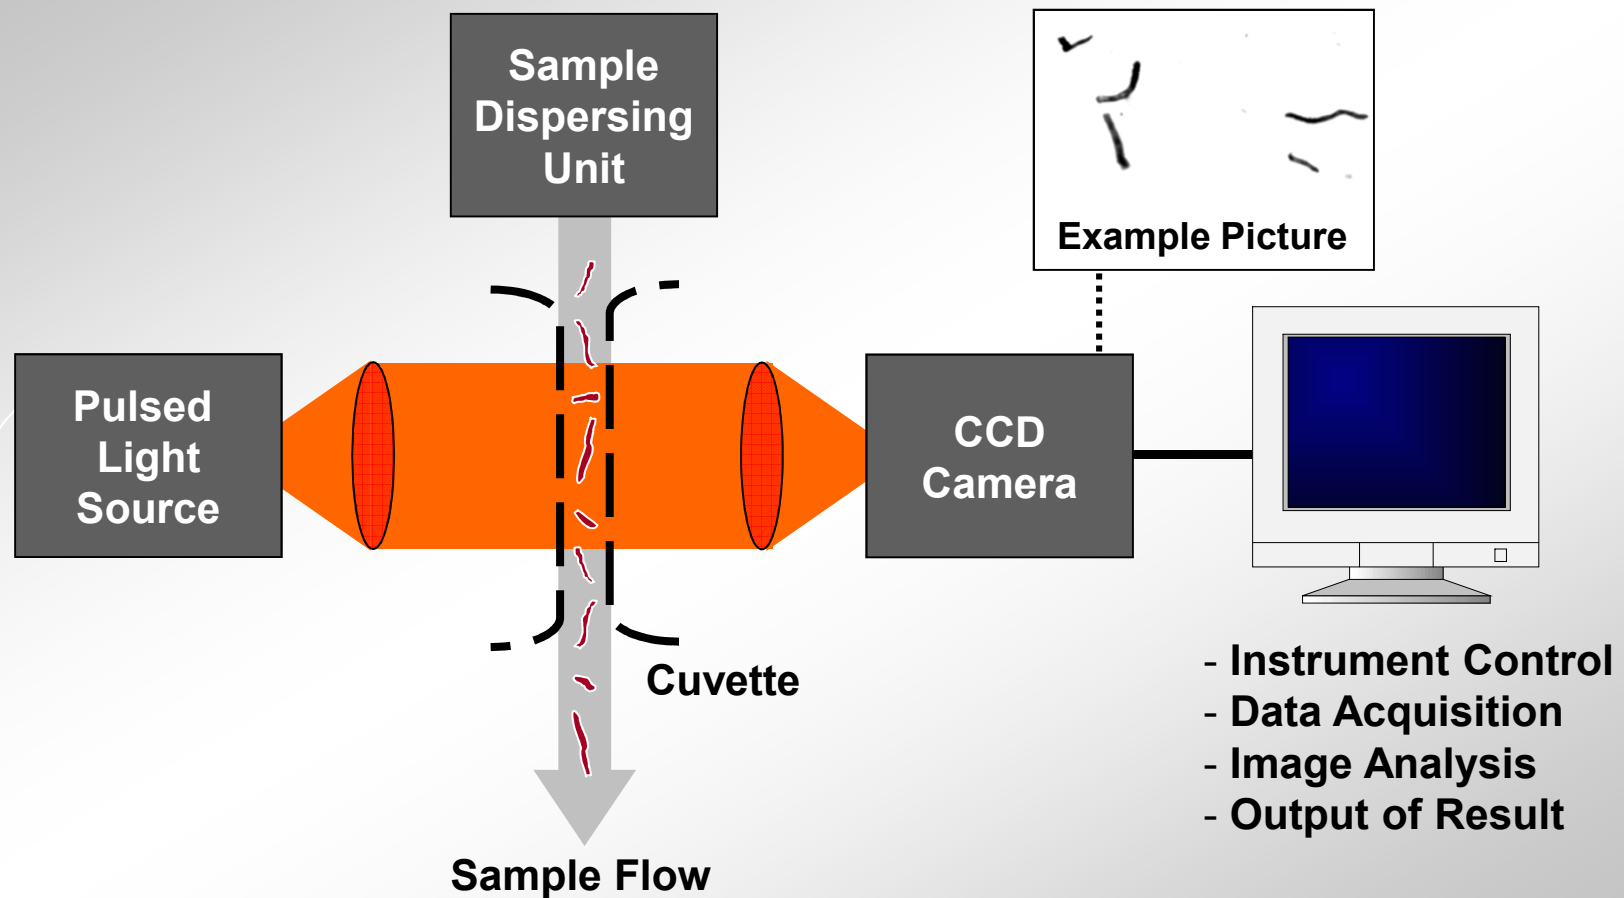 Sample
Dispersing
Unit
Example Picture
Pulsed
Light
Source
CCD
Camera
Cuvette
- Instrument Control
- Data Acquisition
- Image Analysis
- Output of Result
Sample Flow